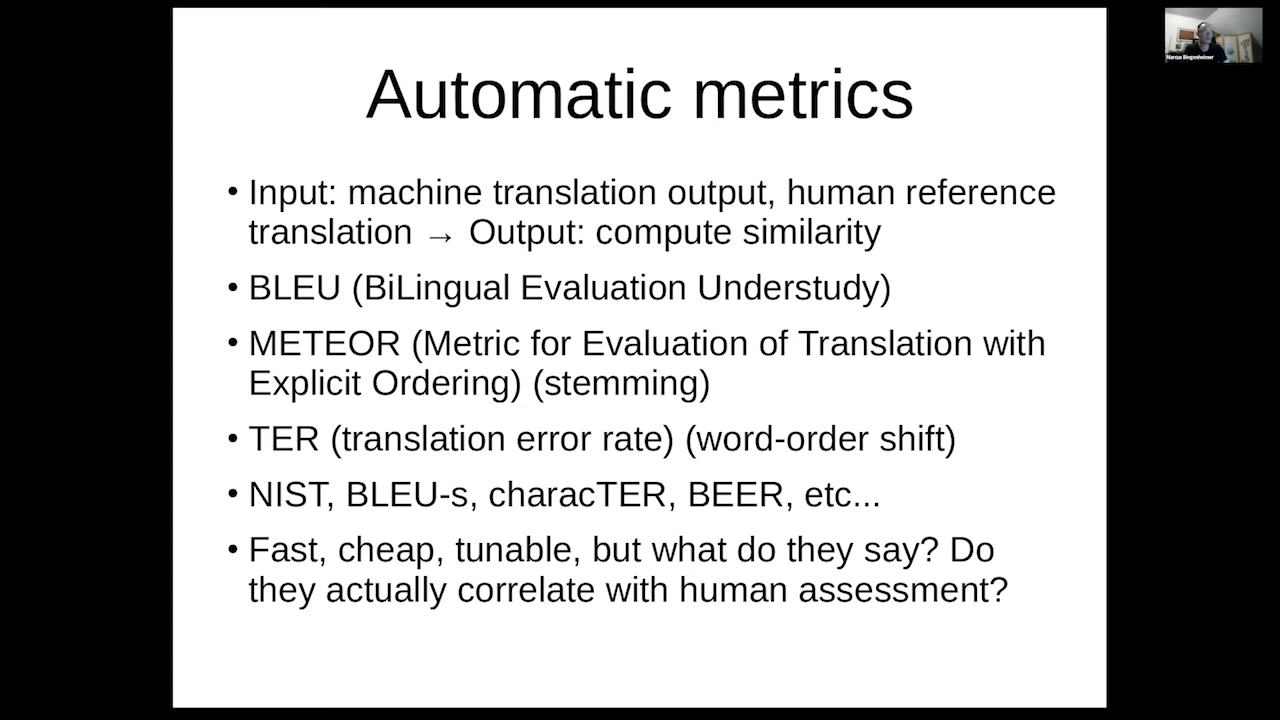 Automatic metrics
• Input: machine translation output, human reference
translation → Output: compute similarity
• BLEU (BiLingual Evaluation Understudy)
• METEOR (Metric for Evaluation of Translation with
Explicit Ordering) (stemming)
• TER (translation error rate) (word-order shift)
• NIST, BLEU-s, characTER, BEER, etc...
• Fast, cheap, tunable, but what do they say? Do
they actually correlate with human assessment?
Marcus Bingenheimer